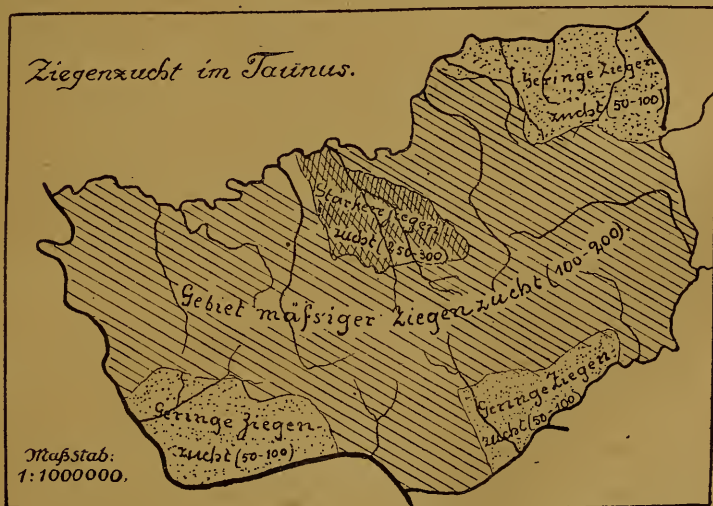 Ziegenzucht im Taunus.
Geringe Ziegen
zucht (50-100)
Starke Ziegen
zucht (250-300)
Gebiet mäfsiger Ziegenzucht (100-200).
Geringe Ziegen
zucht (50-100)
Geringe Ziegen-
zucht (50-100)
Maßstab:
1:1000000.